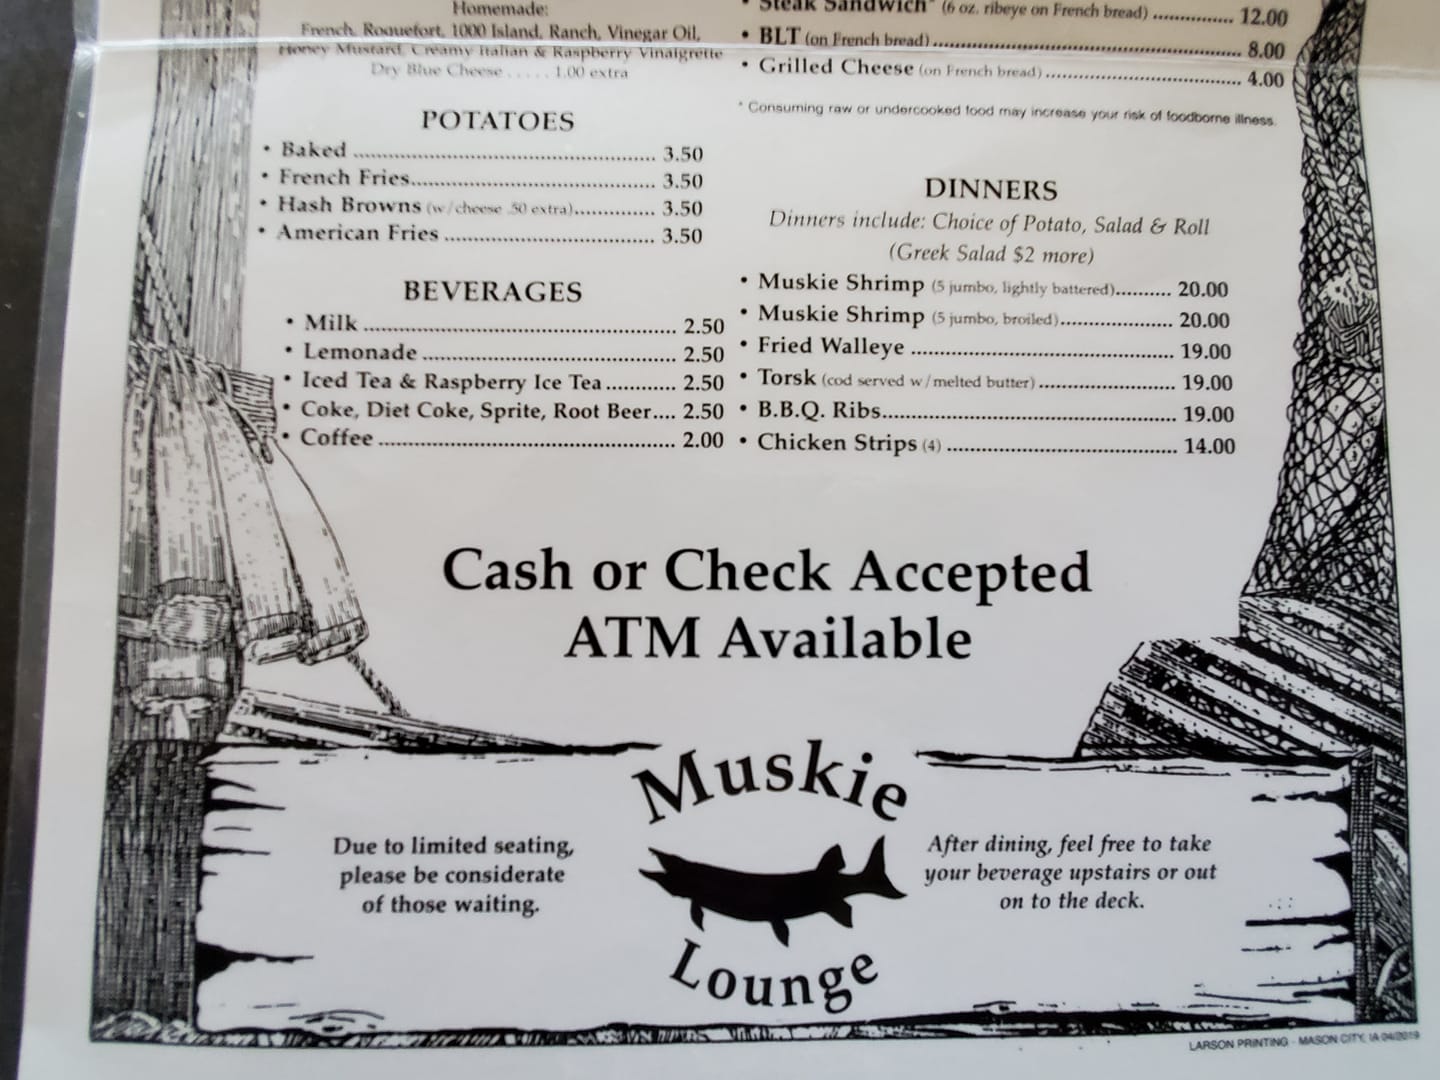 Homemade:
French, Roquefort, 1000 Island, Ranch, Vinegar Oil,
Honey Mustard, Creamy Italian & Raspberry Vinaigrette
Dry Blue Cheese ..... 1.00 extra
POTATOES
• Baked ........ 3.50
• French Fries........ 3.50
• Hash Browns (w/cheese .50 extra)........ 3.50
• American Fries ........ 3.50
BEVERAGES
• Milk ........ 2.50
• Lemonade ........ 2.50
• Iced Tea & Raspberry Ice Tea ........ 2.50
• Coke, Diet Coke, Sprite, Root Beer.... 2.50
• Coffee ........ 2.00
• Steak Sandwich* (6 oz. ribeye on French bread) ........ 12.00
• BLT (on French bread) ........ 8.00
• Grilled Cheese (on French bread) ........ 4.00
* Consuming raw or undercooked food may increase your risk of foodborne illness.
DINNERS
Dinners include: Choice of Potato, Salad & Roll
(Greek Salad $2 more)
• Muskie Shrimp (5 jumbo, lightly battered).......... 20.00
• Muskie Shrimp (5 jumbo, broiled)........ 20.00
• Fried Walleye ........ 19.00
• Torsk (cod served w/melted butter) ........ 19.00
• B.B.Q. Ribs........ 19.00
• Chicken Strips (4) ........ 14.00
Cash or Check Accepted
ATM Available
Due to limited seating,
please be considerate
of those waiting.
Muskie
Lounge
After dining, feel free to take
your beverage upstairs or out
on to the deck.
LARSON PRINTING - MASON CITY, IA 04/2019